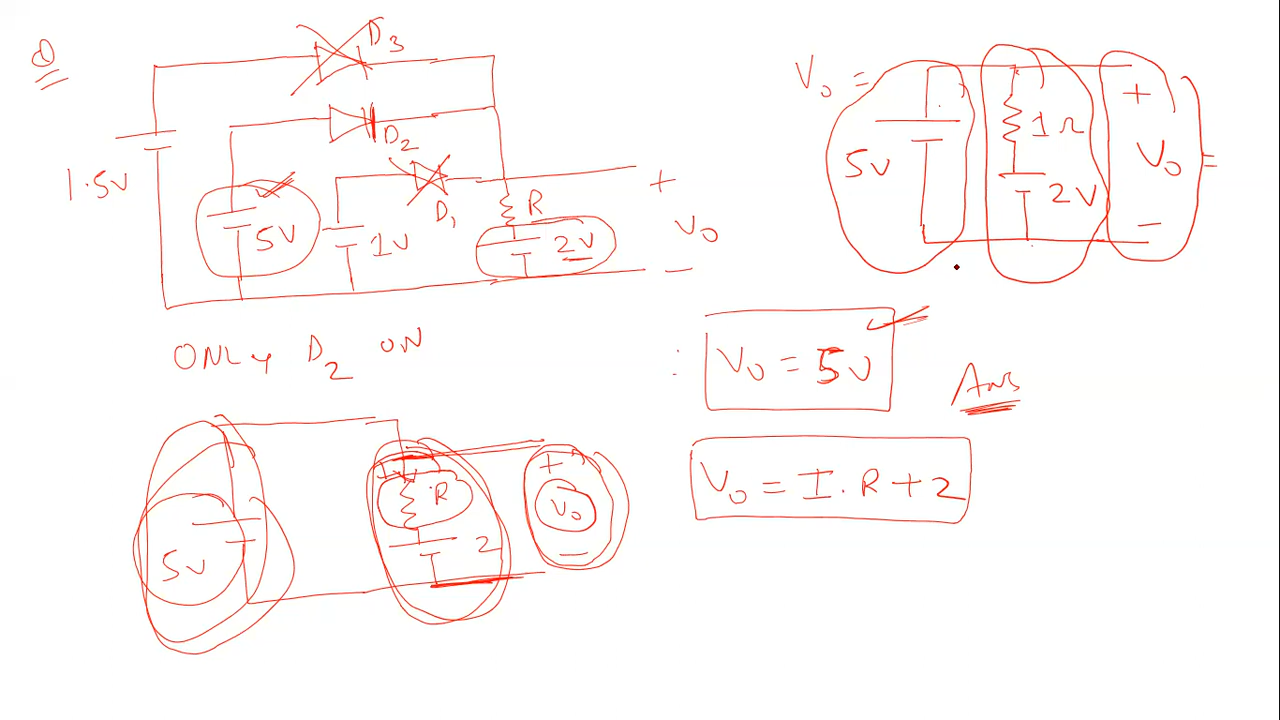 Q
D3
D2
D1
1.5V
5V
1V
R
2V
+
V0
-
ONLY D2 ON
5V
R
2
+
V0
-
V0 =
5V
1Ω
2V
+
V0 =
-
: V0 = 5V
Ans
V0 = I.R+2